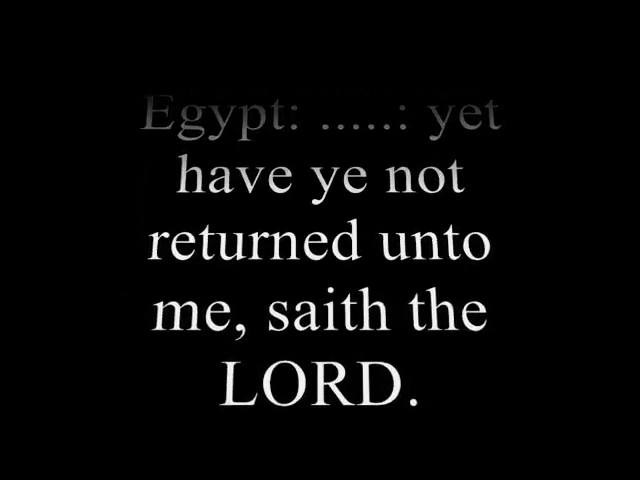 Egypt: .....: yet
have ye not
returned unto
me, saith the
LORD.